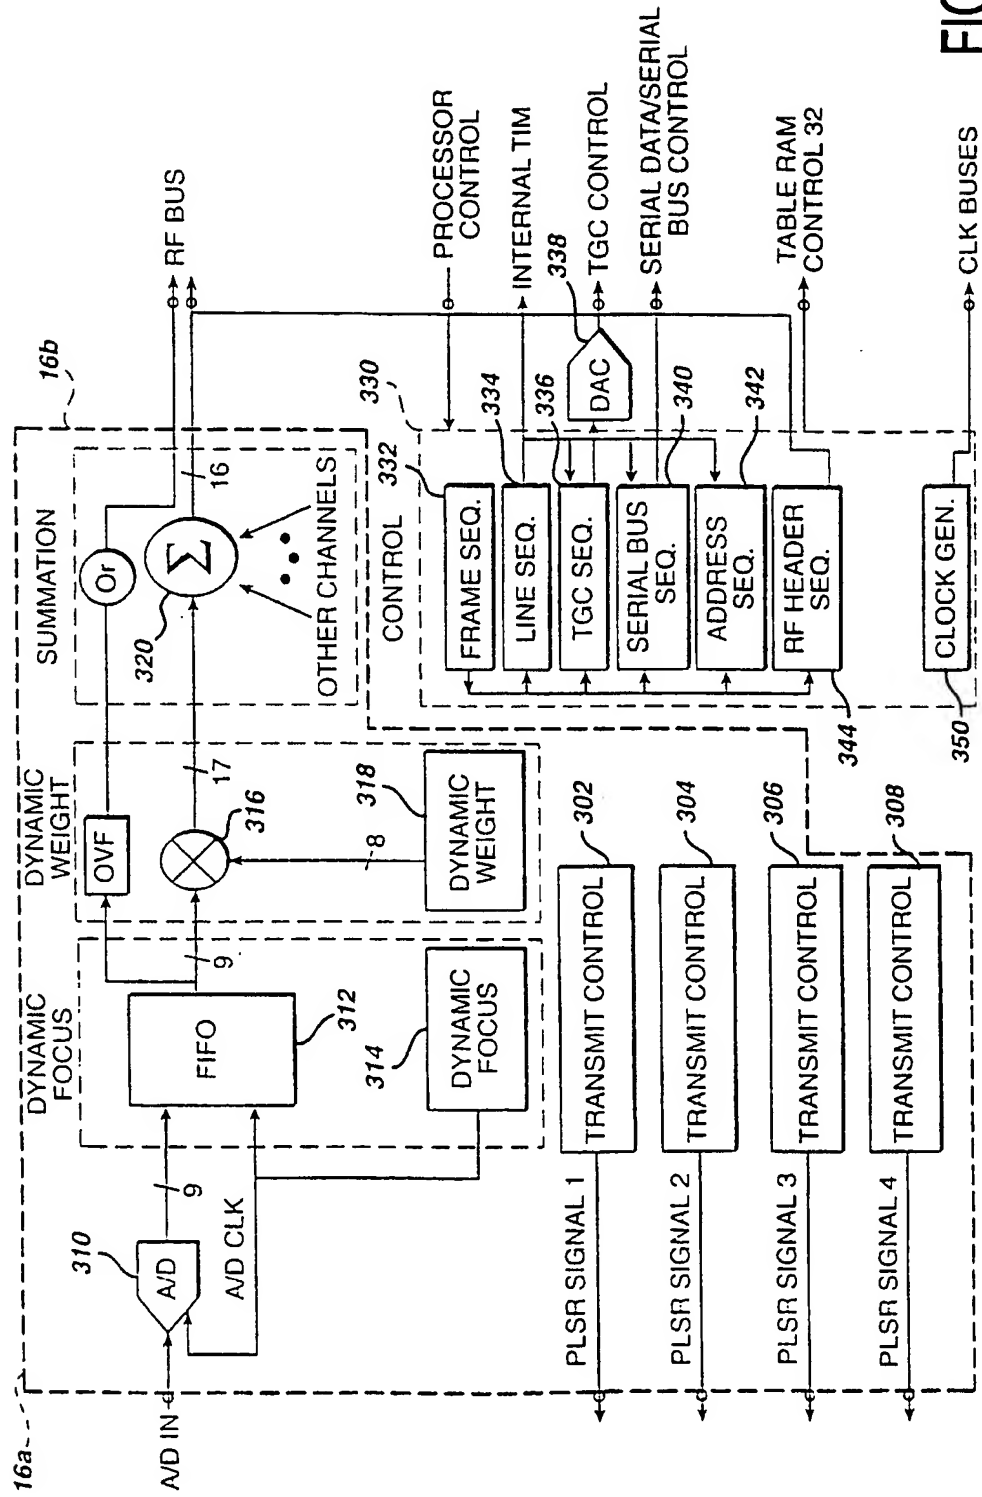 16a
16b
A/D IN
310
A/D
9
A/D CLK
DYNAMIC
FOCUS
FIFO
312
314
DYNAMIC
FOCUS
9
DYNAMIC
WEIGHT
OVF
316
17
8
318
DYNAMIC
WEIGHT
SUMMATION
Or
Σ
320
16
OTHER CHANNELS
RF BUS
CONTROL
330
332
FRAME SEQ.
334
LINE SEQ.
336
TGC SEQ.
SERIAL BUS
SEQ.
340
ADDRESS
SEQ.
342
RF HEADER
SEQ.
344
CLOCK GEN.
350
DAC
338
PROCESSOR
CONTROL
INTERNAL TIM
TGC CONTROL
SERIAL DATA/SERIAL
BUS CONTROL
TABLE RAM
CONTROL 32
CLK BUSES
PLSR SIGNAL 1
TRANSMIT CONTROL
302
PLSR SIGNAL 2
TRANSMIT CONTROL
304
PLSR SIGNAL 3
TRANSMIT CONTROL
306
PLSR SIGNAL 4
TRANSMIT CONTROL
308